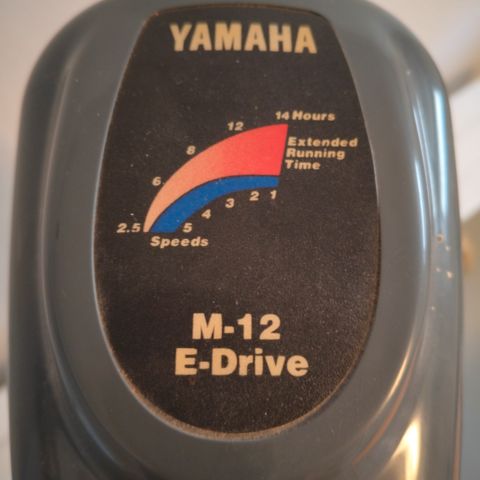 YAMAHA
14 Hours
12
8
6
2.5
Extended
Running
Time
5 4 3 2 1
Speeds
M-12
E-Drive